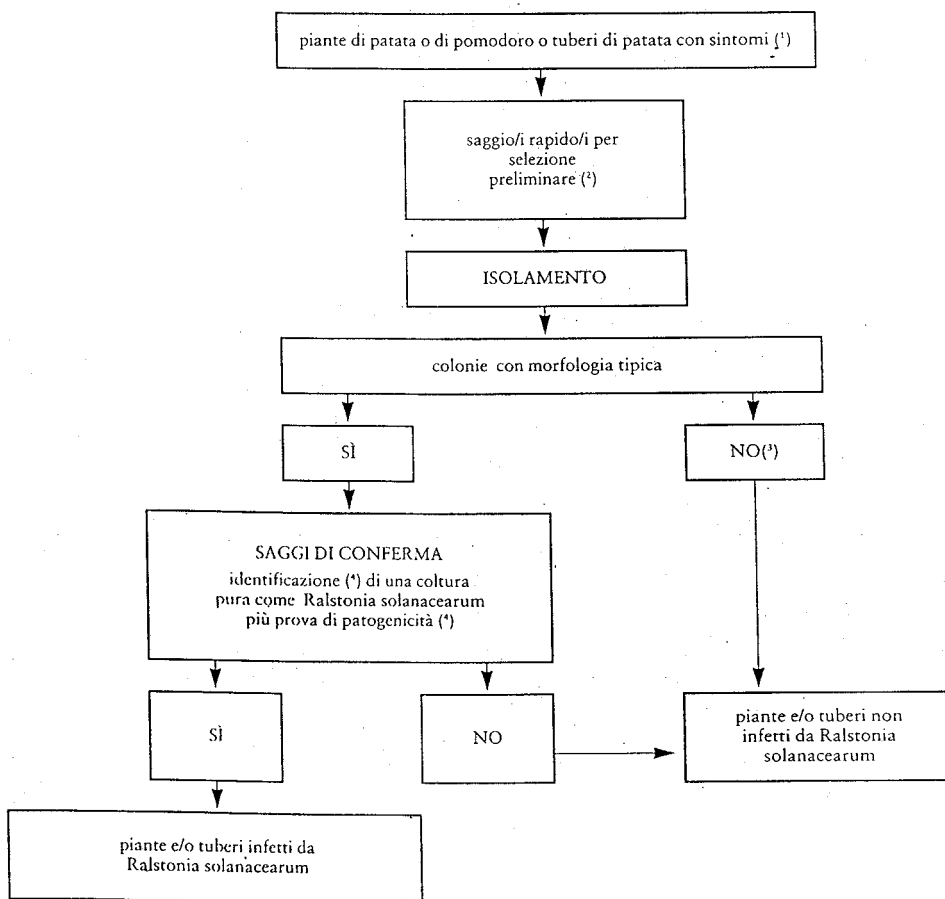 piante di patata o di pomodoro o tuberi di patata con sintomi (¹)
saggio/i rapido/i per
selezione
preliminare (²)
ISOLAMENTO
colonie con morfologia tipica
SÌ
NO(³)
SAGGI DI CONFERMA
identificazione (⁴) di una coltura
pura come Ralstonia solanacearum
più prova di patogenicità (⁴)
SÌ
NO
piante e/o tuberi non
infetti da Ralstonia
solanacearum
piante e/o tuberi infetti da
Ralstonia solanacearum